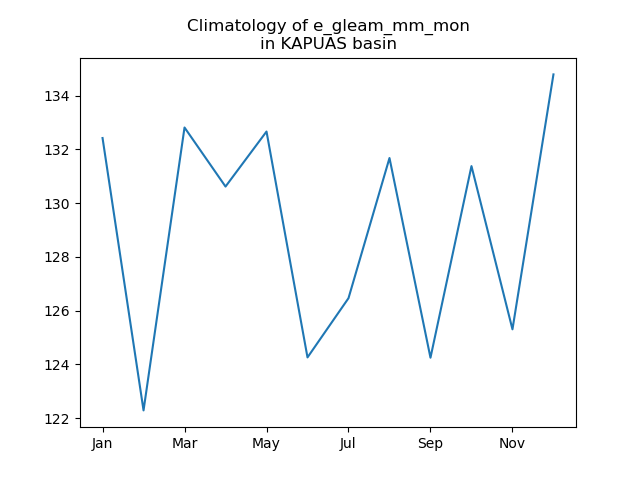 Climatology of e_gleam_mm_mon
in KAPUAS basin
134
132
130
128
126
124
122
Jan
Mar
May
Jul
Sep
Nov